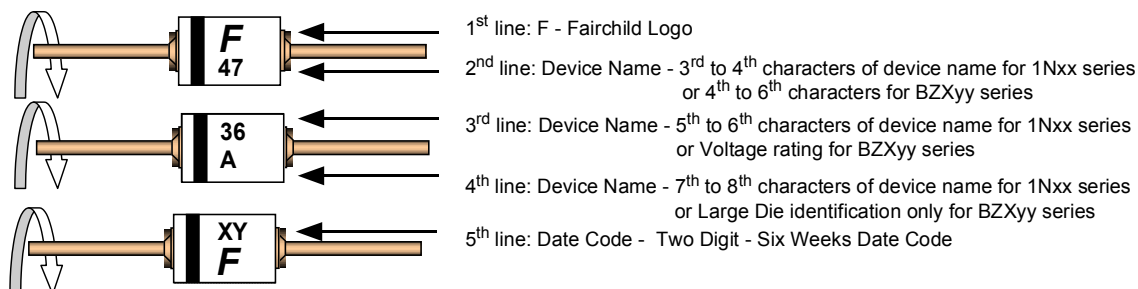 F
47
1st line: F - Fairchild Logo
2nd line: Device Name - 3rd to 4th characters of device name for 1Nxx series
or 4th to 6th characters for BZXyy series
36
A
3rd line: Device Name - 5th to 6th characters of device name for 1Nxx series
or Voltage rating for BZXyy series
4th line: Device Name - 7th to 8th characters of device name for 1Nxx series
or Large Die identification only for BZXyy series
XY
F
5th line: Date Code - Two Digit - Six Weeks Date Code